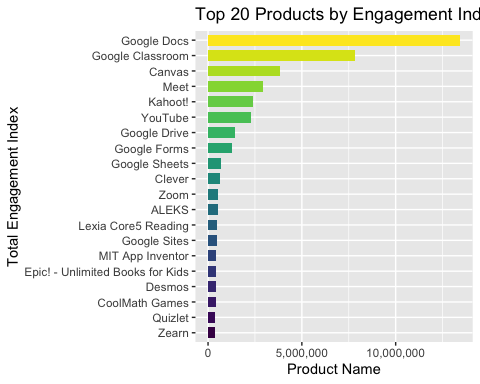 Top 20 Products by Engagement Ind
Google Docs
Google Classroom
Canvas
Meet
Kahoot!
YouTube
Google Drive
Google Forms
Google Sheets
Clever
Zoom
ALEKS
Lexia Core5 Reading
Google Sites
MIT App Inventor
Epic! - Unlimited Books for Kids
Desmos
CoolMath Games
Quizlet
Zearn
Total Engagement Index
0 5,000,000 10,000,000
Product Name